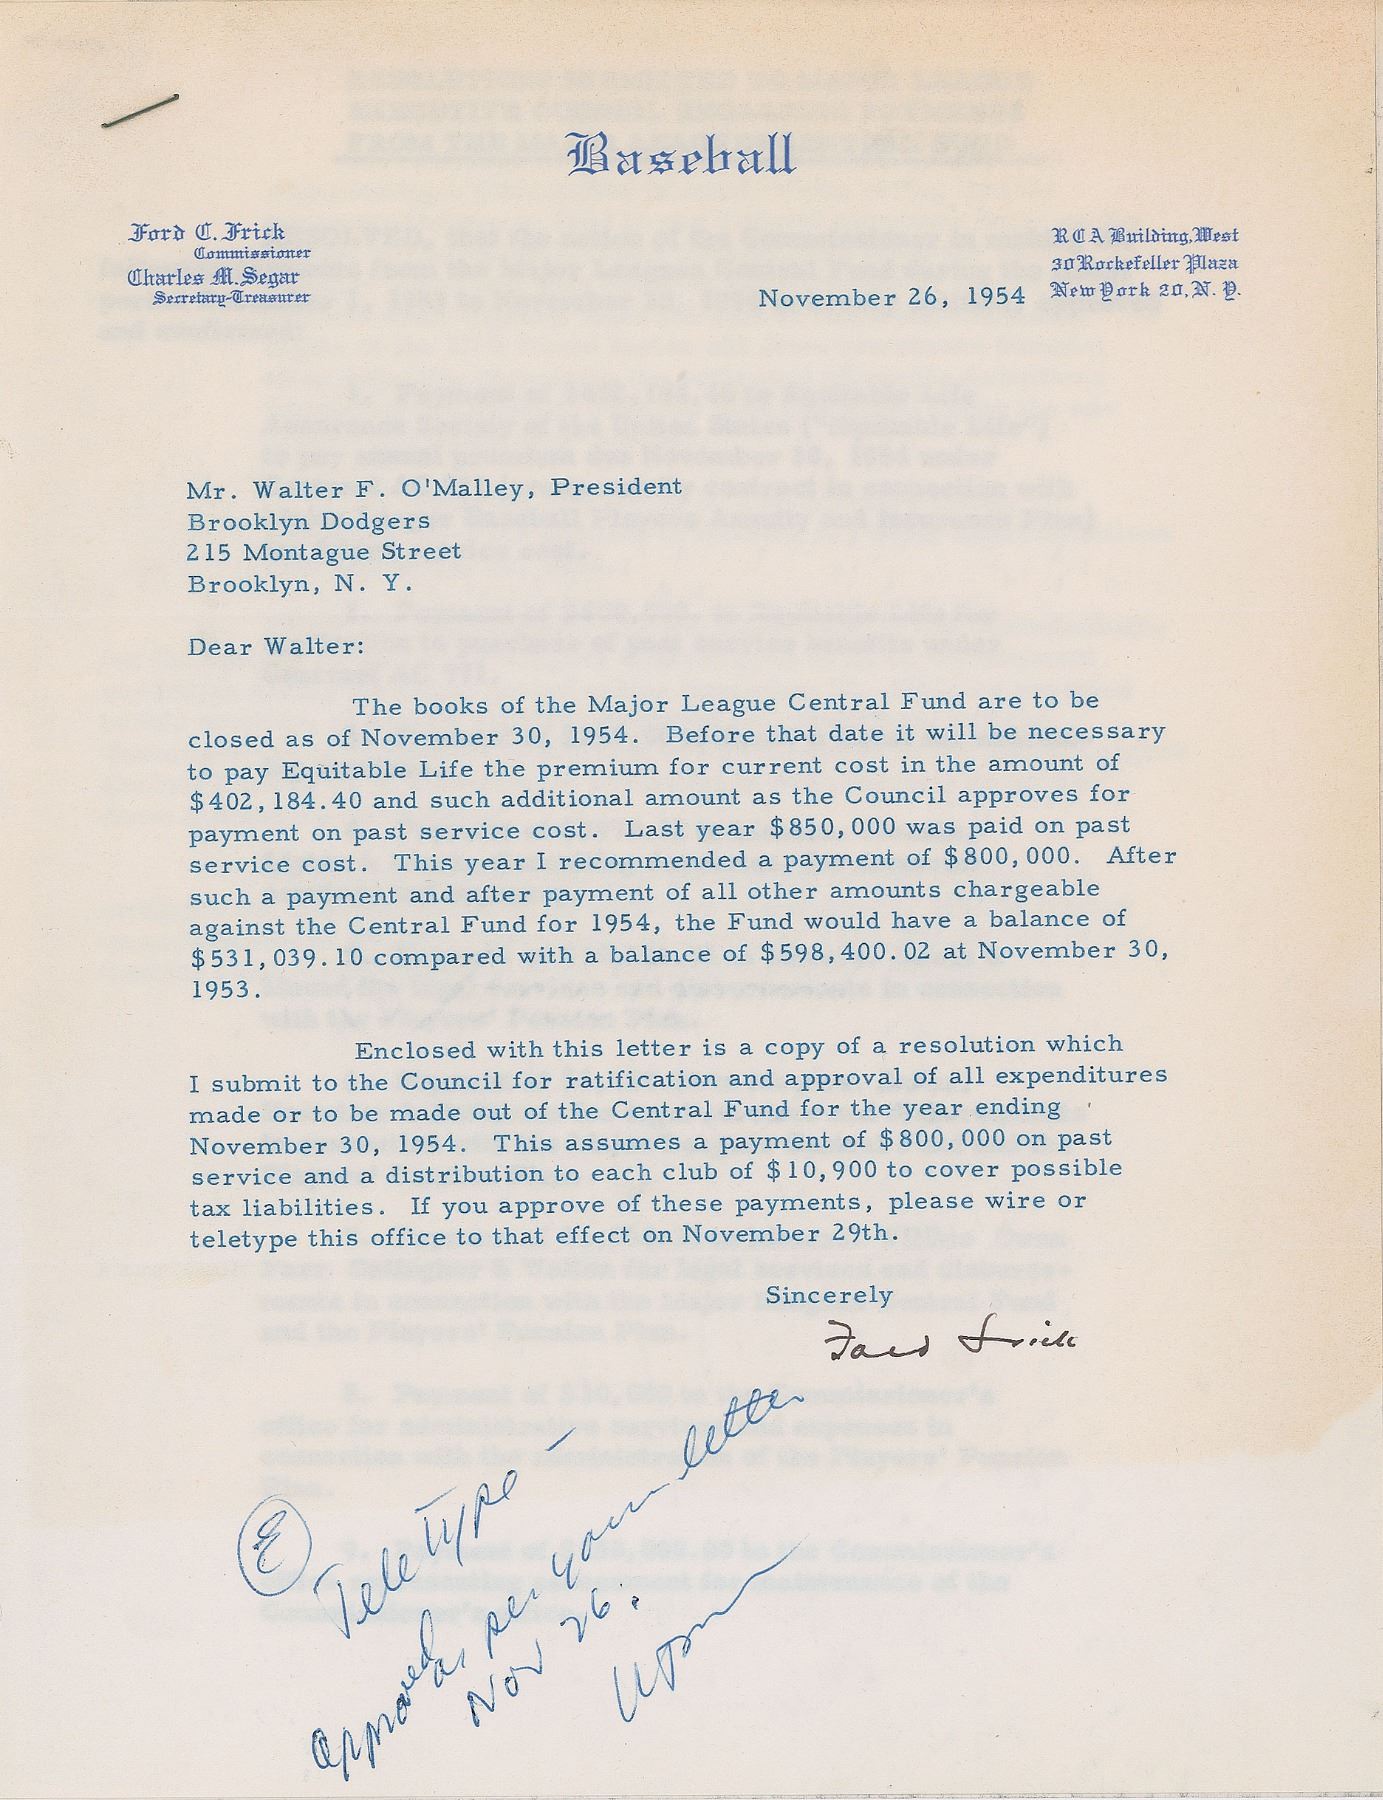 Baseball
Ford C. Frick
Commissioner
Charles M. Segar
Secretary-Treasurer
RCA Building, West
30 Rockefeller Plaza
New York 20, N. Y.
November 26, 1954
Mr. Walter F. O'Malley, President
Brooklyn Dodgers
215 Montague Street
Brooklyn, N. Y.
Dear Walter:
The books of the Major League Central Fund are to be
closed as of November 30, 1954. Before that date it will be necessary
to pay Equitable Life the premium for current cost in the amount of
$402,184.40 and such additional amount as the Council approves for
payment on past service cost. Last year $850,000 was paid on past
service cost. This year I recommended a payment of $800,000. After
such a payment and after payment of all other amounts chargeable
against the Central Fund for 1954, the Fund would have a balance of
$531,039.10 compared with a balance of $598,400.02 at November 30,
1953.
Enclosed with this letter is a copy of a resolution which
I submit to the Council for ratification and approval of all expenditures
made or to be made out of the Central Fund for the year ending
November 30, 1954. This assumes a payment of $800,000 on past
service and a distribution to each club of $10,900 to cover possible
tax liabilities. If you approve of these payments, please wire or
teletype this office to that effect on November 29th.
Sincerely
Ford Frick
E
Teletype —
Approved as per your letter
Nov 26.